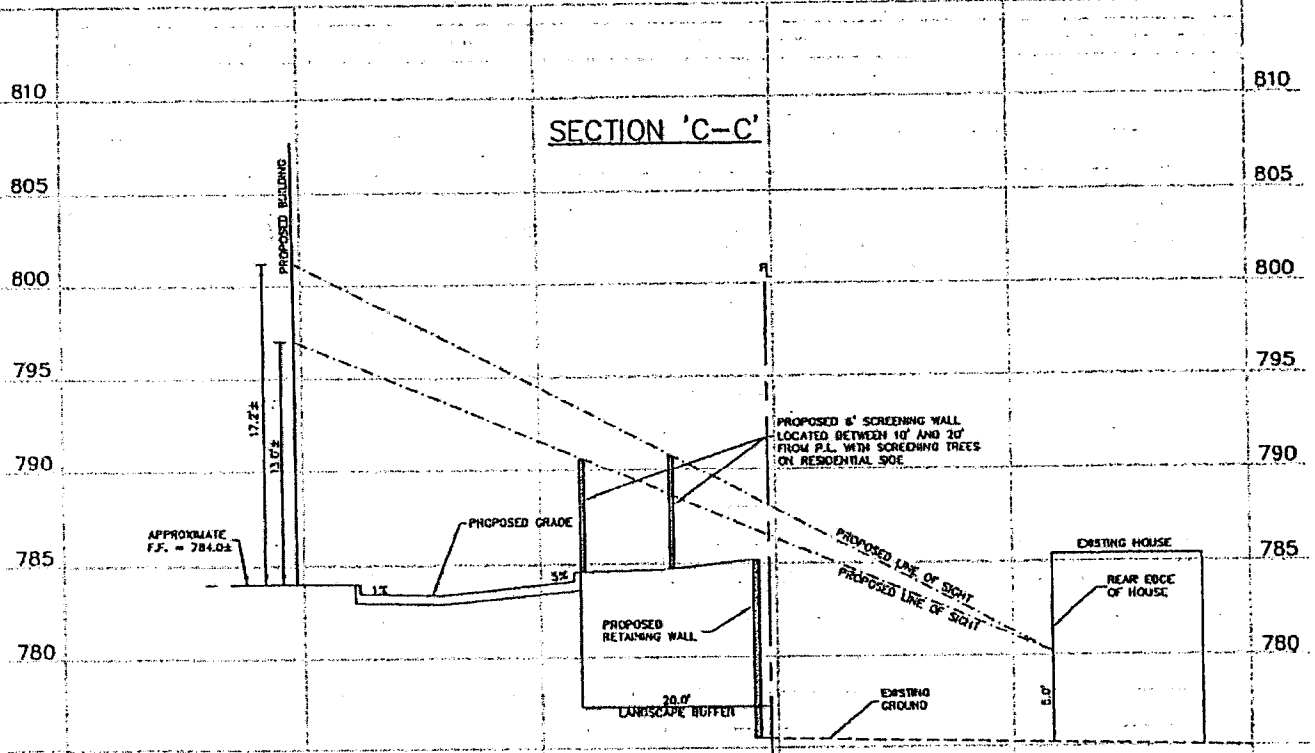 810
810
SECTION 'C-C'
805
805
PROPOSED BUILDING
800
800
795
795
17.2'±
13.0'±
PROPOSED 6' SCREENING WALL
LOCATED BETWEEN 10' AND 20'
FROM P.L. WITH SCREENING TREES
ON RESIDENTIAL SIDE
790
790
PROPOSED GRADE
APPROXIMATE
F.F. = 784.0±
785
785
PROPOSED LINE OF SIGHT
PROPOSED LINE OF SIGHT
EXISTING HOUSE
REAR EDGE
OF HOUSE
1%
5%
PROPOSED
RETAINING WALL
780
780
20.0'
LANDSCAPE BUFFER
EXISTING
GROUND